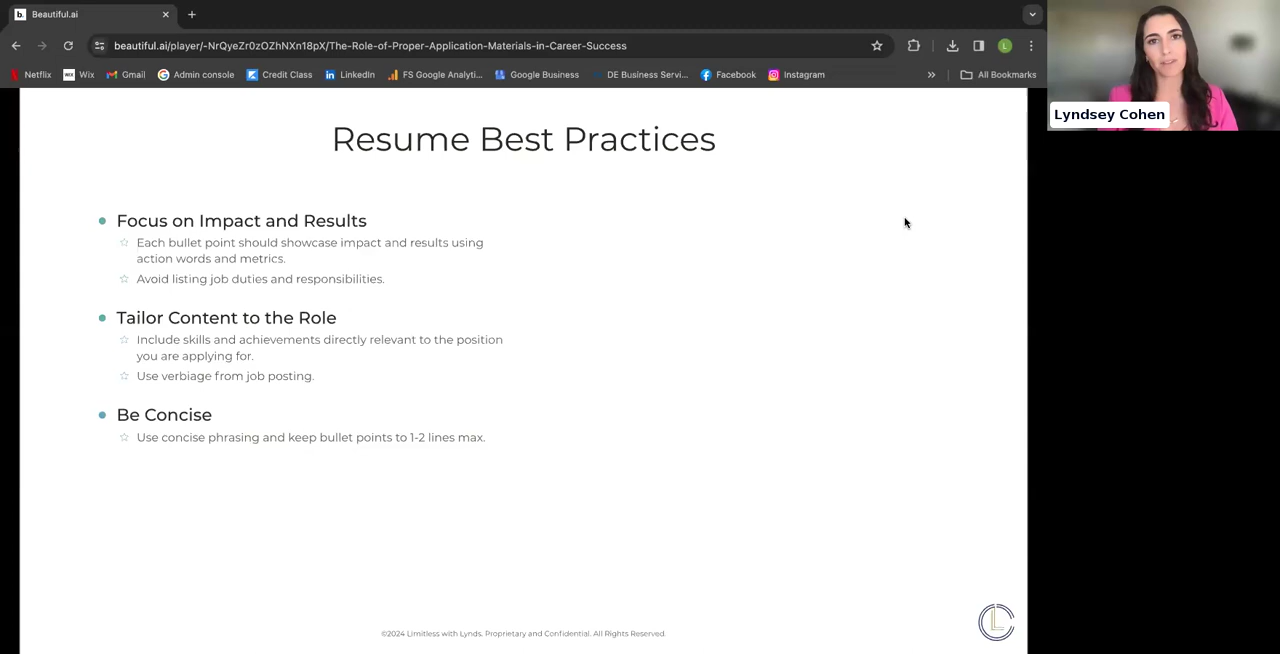 b. Beautiful.ai
beautiful.ai/player/-NrQyeZr0zOZhNXn18pX/The-Role-of-Proper-Application-Materials-in-Career-Success
L
Netflix WIX Wix Gmail Admin console Credit Class LinkedIn FS Google Analyti... Google Business DE Business Servi... Facebook Instagram » All Bookmarks
Lyndsey Cohen
Resume Best Practices
Focus on Impact and Results
Each bullet point should showcase impact and results using
action words and metrics.
Avoid listing job duties and responsibilities.
Tailor Content to the Role
Include skills and achievements directly relevant to the position
you are applying for.
Use verbiage from job posting.
Be Concise
Use concise phrasing and keep bullet points to 1-2 lines max.
©2024 Limitless with Lynds. Proprietary and Confidential. All Rights Reserved.